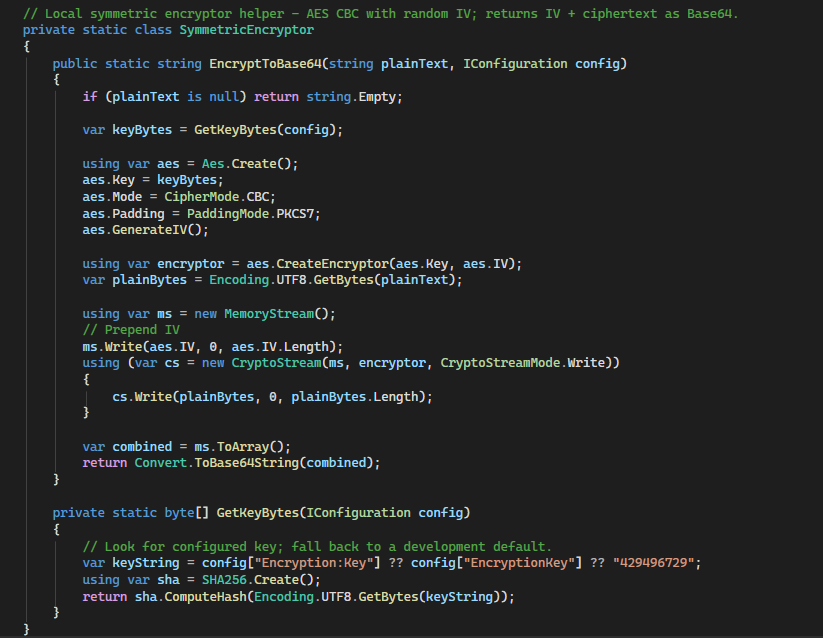 // Local symmetric encryptor helper - AES CBC with random IV; returns IV + ciphertext as Base64.
private static class SymmetricEncryptor
{
    public static string EncryptToBase64(string plainText, IConfiguration config)
    {
        if (plainText is null) return string.Empty;

        var keyBytes = GetKeyBytes(config);

        using var aes = Aes.Create();
        aes.Key = keyBytes;
        aes.Mode = CipherMode.CBC;
        aes.Padding = PaddingMode.PKCS7;
        aes.GenerateIV();

        using var encryptor = aes.CreateEncryptor(aes.Key, aes.IV);
        var plainBytes = Encoding.UTF8.GetBytes(plainText);

        using var ms = new MemoryStream();
        // Prepend IV
        ms.Write(aes.IV, 0, aes.IV.Length);
        using (var cs = new CryptoStream(ms, encryptor, CryptoStreamMode.Write))
        {
            cs.Write(plainBytes, 0, plainBytes.Length);
        }

        var combined = ms.ToArray();
        return Convert.ToBase64String(combined);
    }

    private static byte[] GetKeyBytes(IConfiguration config)
    {
        // Look for configured key; fall back to a development default.
        var keyString = config["Encryption:Key"] ?? config["EncryptionKey"] ?? "429496729";
        using var sha = SHA256.Create();
        return sha.ComputeHash(Encoding.UTF8.GetBytes(keyString));
    }
}